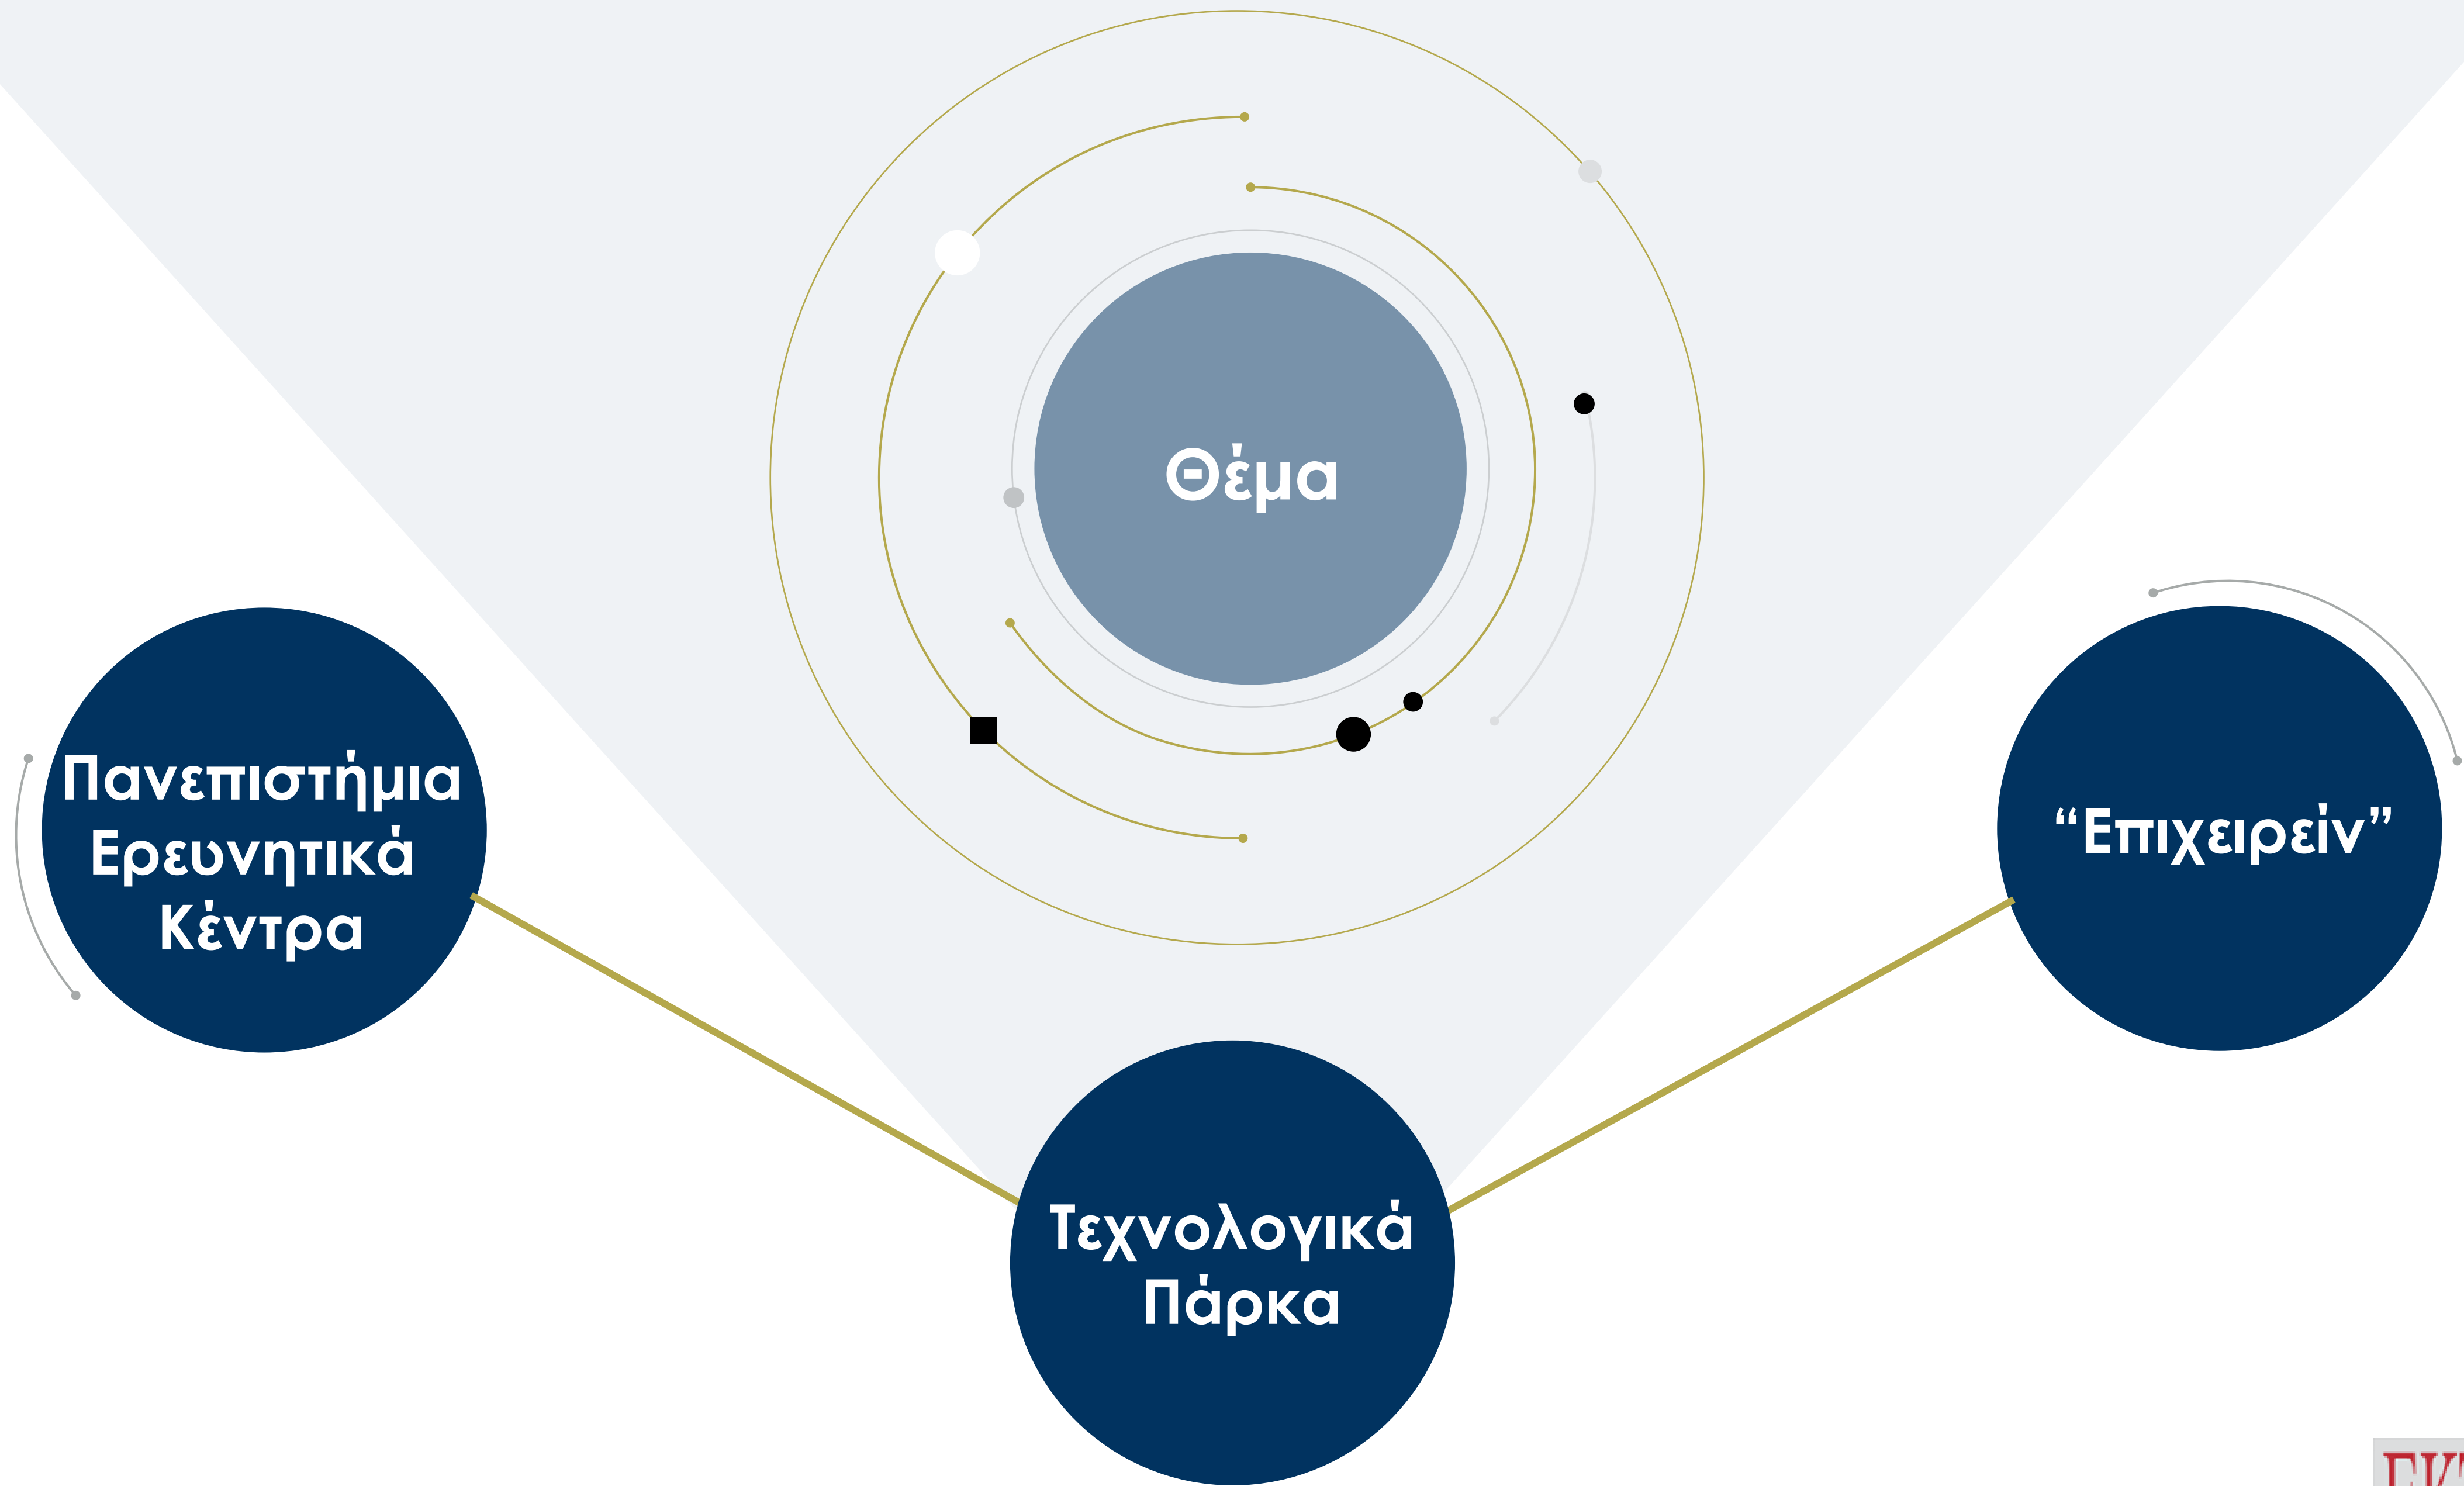 Θέμα
Πανεπιστήμια
Ερευνητικά
Κέντρα
“Επιχειρείν”
Τεχνολογικά
Πάρκα